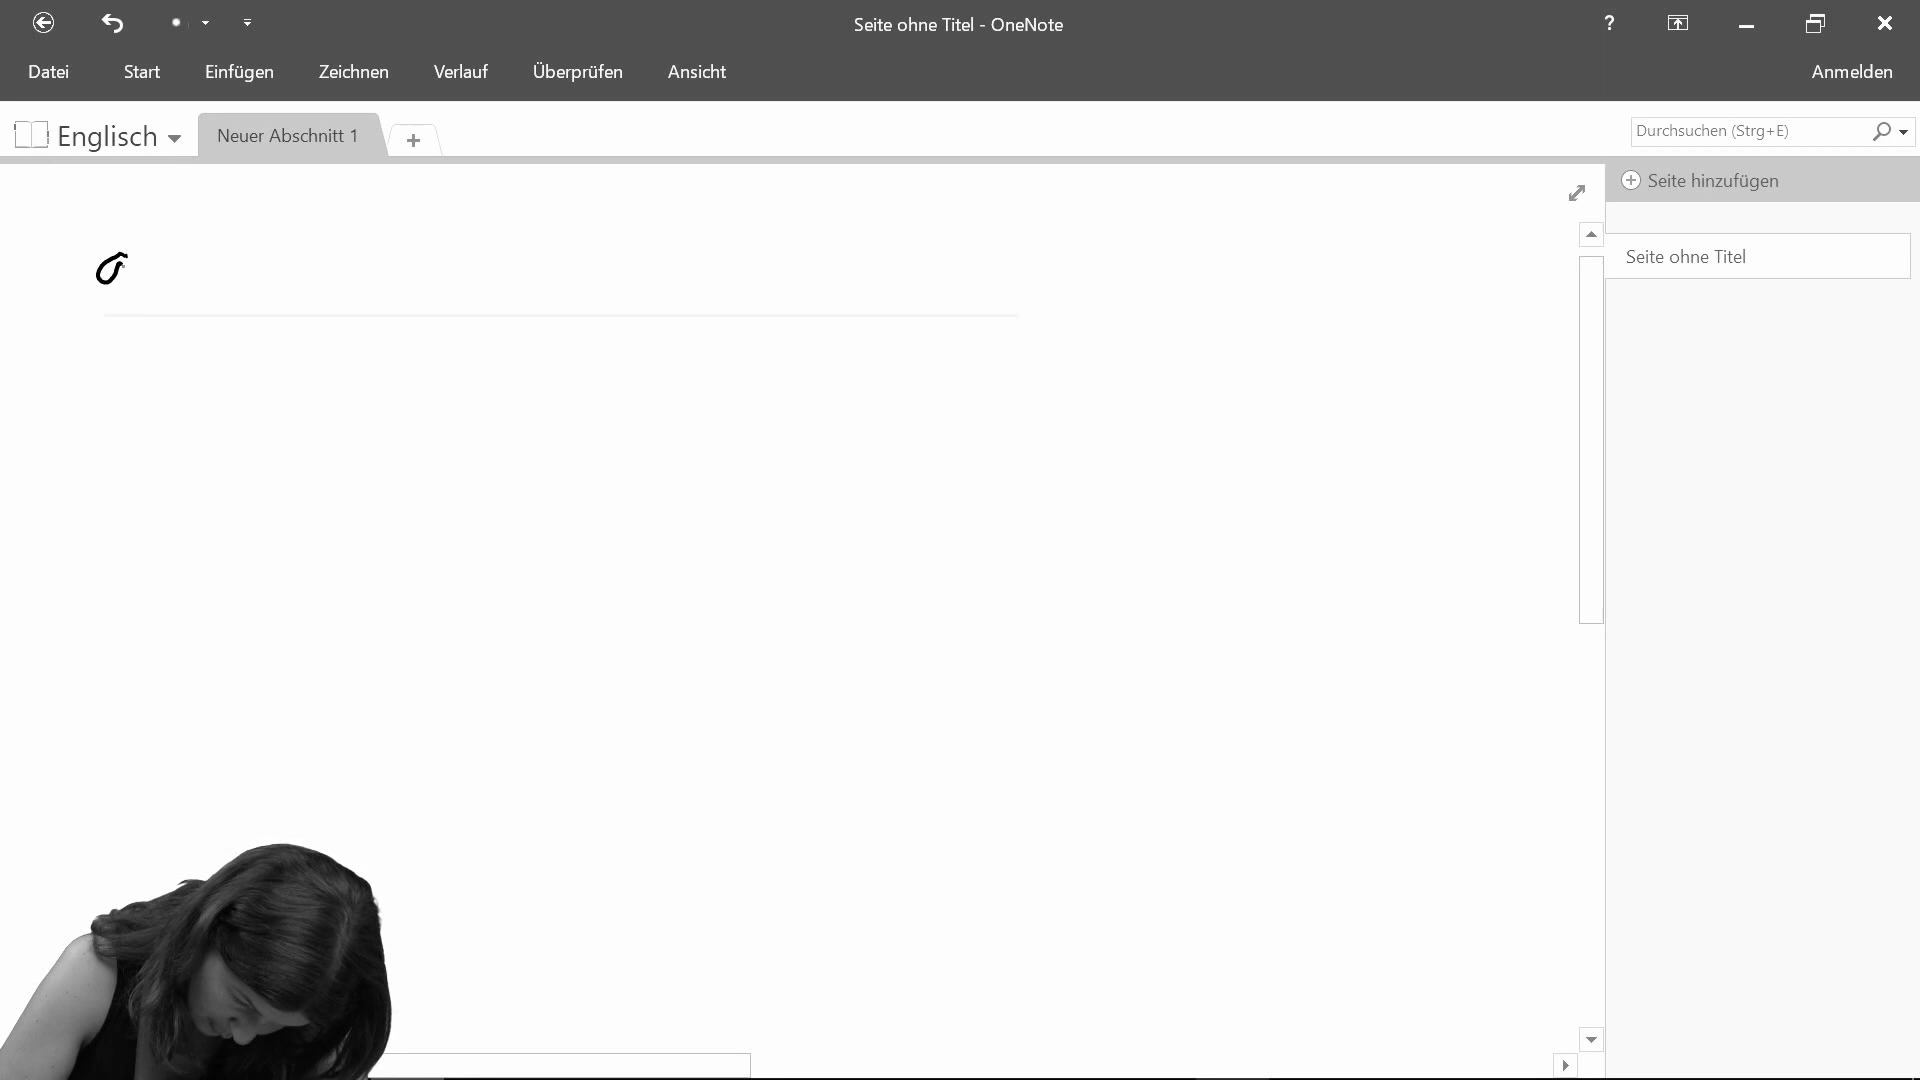 Seite ohne Titel - OneNote
?
Datei Start Einfügen Zeichnen Verlauf Überprüfen Ansicht Anmelden
Englisch Neuer Abschnitt 1 +
Durchsuchen (Strg+E)
Seite hinzufügen
Seite ohne Titel